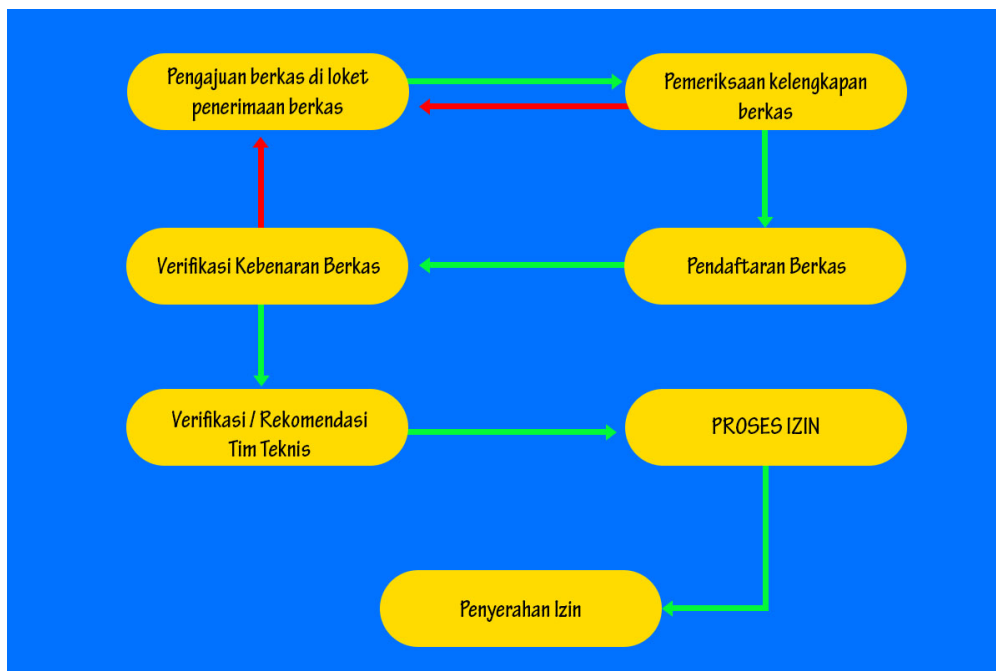 Pengajuan berkas di loket
penerimaan berkas
Pemeriksaan kelengkapan
berkas
Verifikasi Kebenaran Berkas
Pendaftaran Berkas
Verifikasi / Rekomendasi
Tim Teknis
PROSES IZIN
Penyerahan Izin